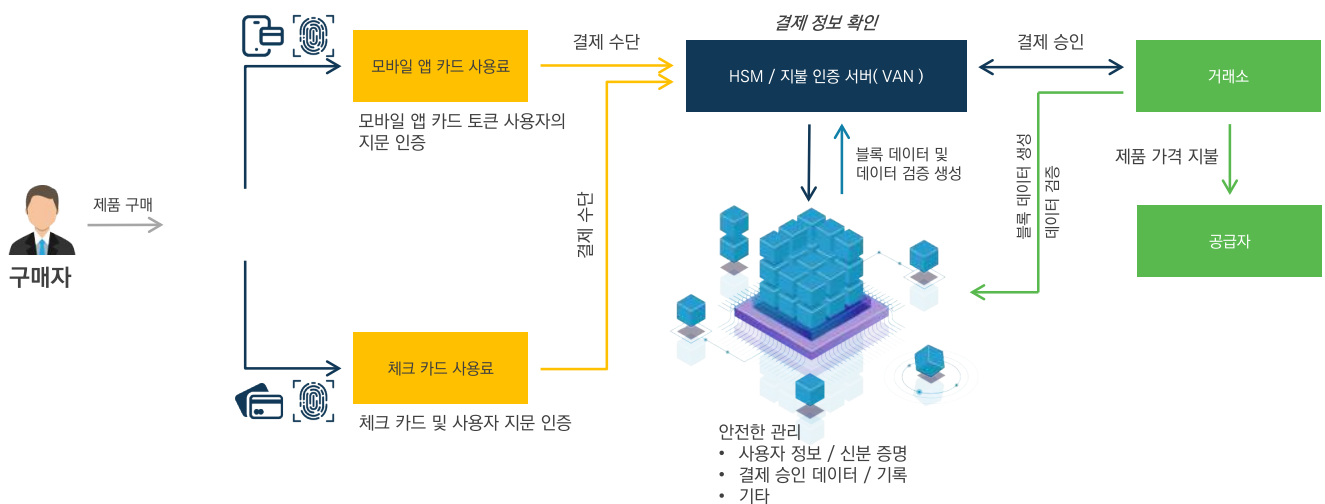 결제 정보 확인
모바일 앱 카드 사용료
결제 수단
HSM / 지불 인증 서버( VAN )
결제 승인
거래소
모바일 앱 카드 토큰 사용자의
지문 인증
블록 데이터 및
데이터 검증 생성
블록 데이터 생성
데이터 검증
제품 가격 지불
제품 구매
구매자
결제 수단
공급자
체크 카드 사용료
체크 카드 및 사용자 지문 인증
안전한 관리
• 사용자 정보 / 신분 증명
• 결제 승인 데이터 / 기록
• 기타